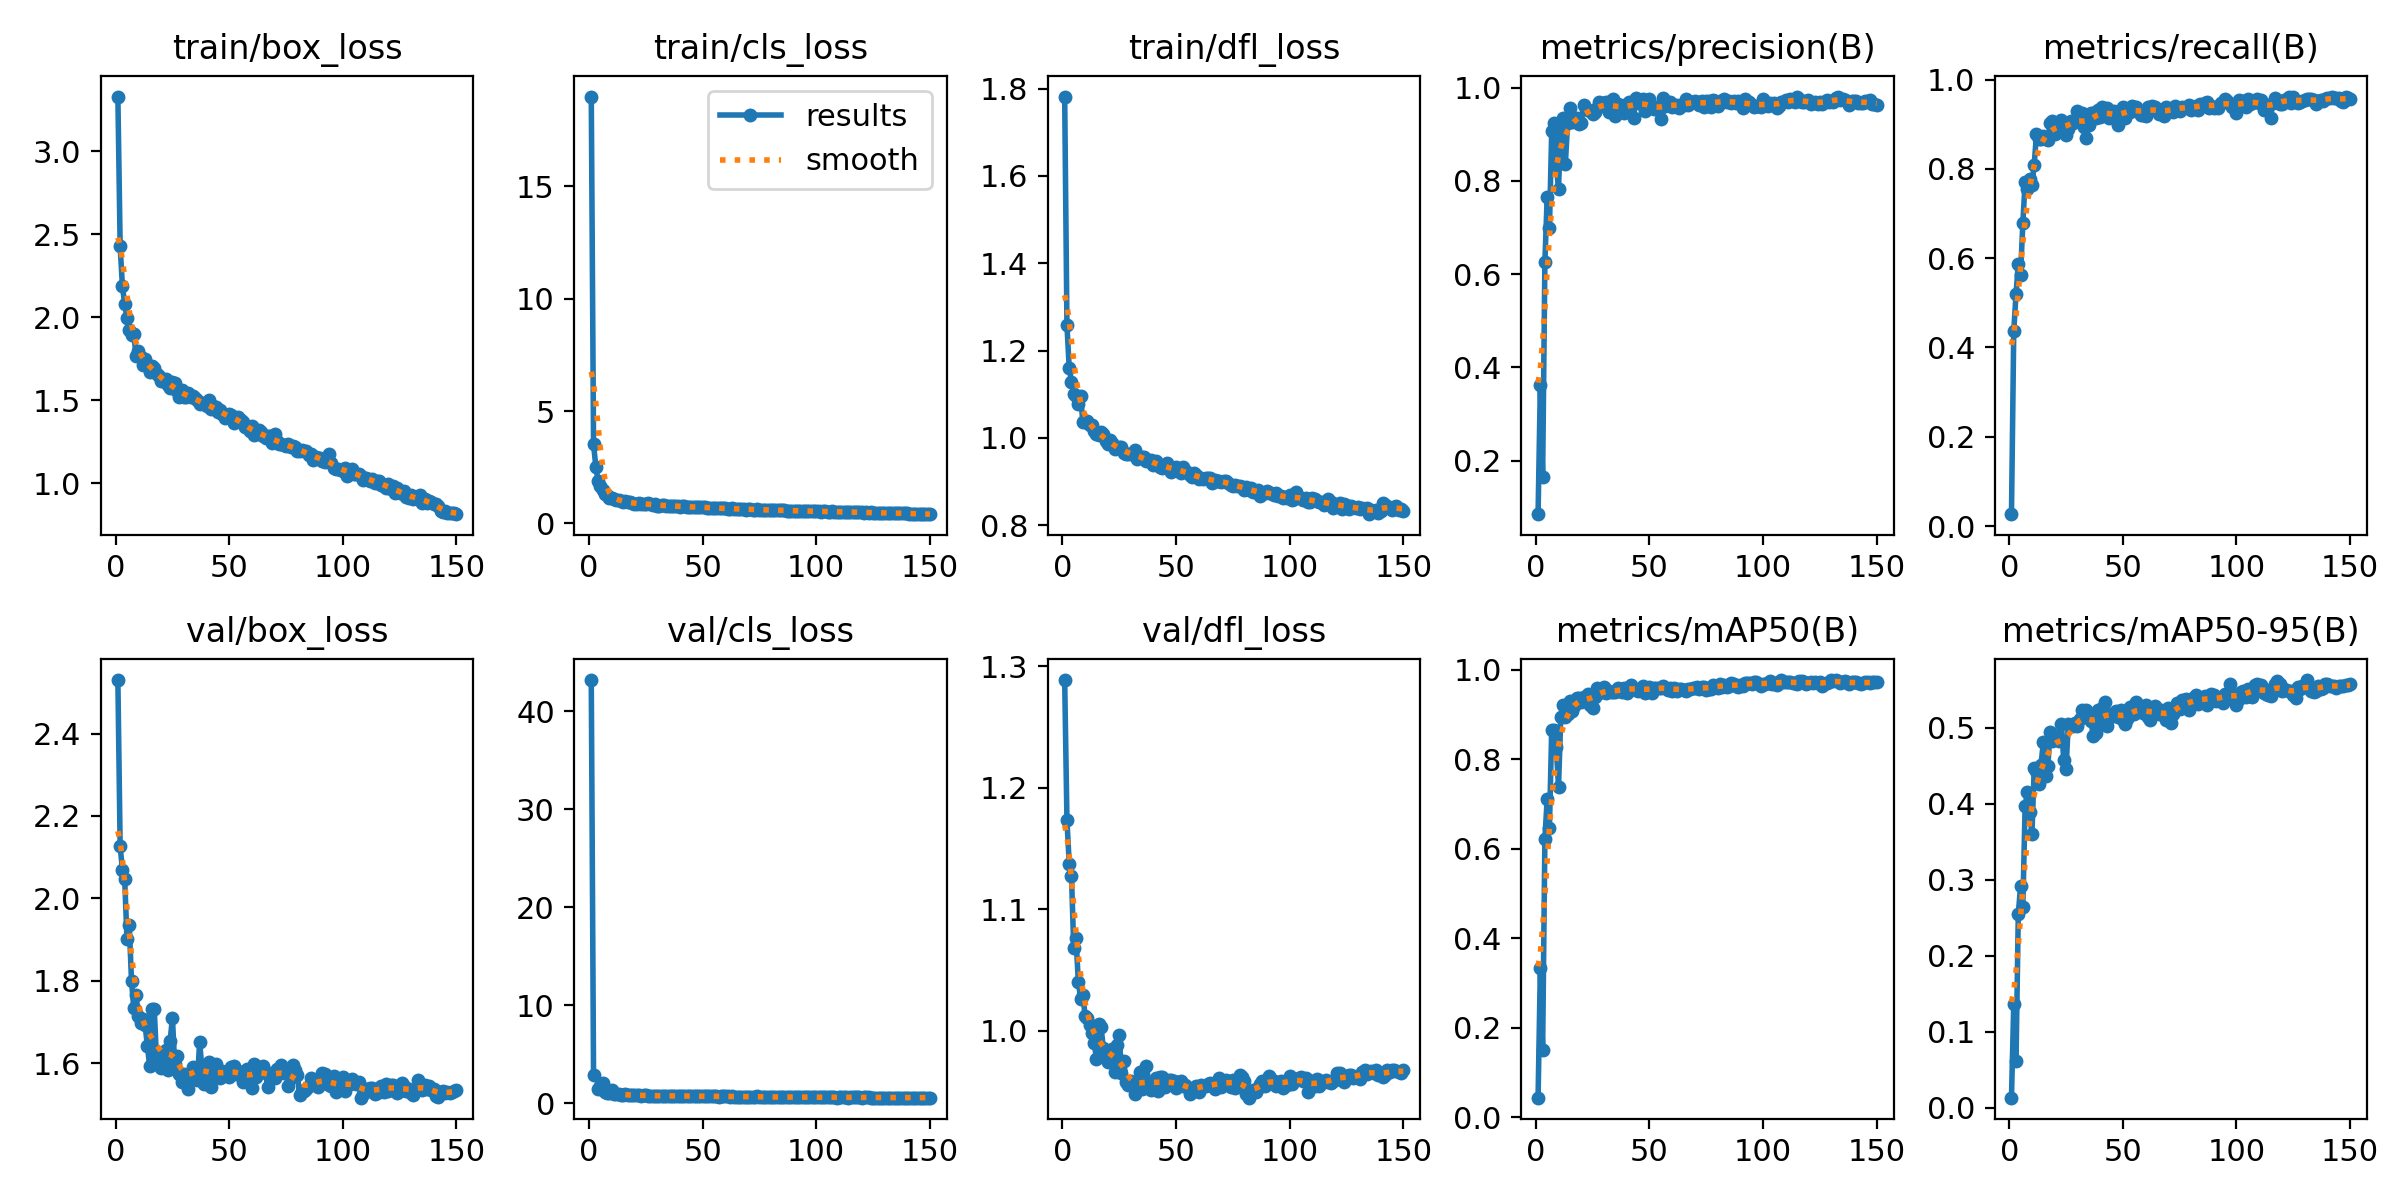 train/box_loss
3.0
2.5
2.0
1.5
1.0
0 50 100 150
train/cls_loss
results
smooth
15
10
5
0
0 50 100 150
train/dfl_loss
1.8
1.6
1.4
1.2
1.0
0.8
0 50 100 150
metrics/precision(B)
1.0
0.8
0.6
0.4
0.2
0 50 100 150
metrics/recall(B)
1.0
0.8
0.6
0.4
0.2
0.0
0 50 100 150
val/box_loss
2.4
2.2
2.0
1.8
1.6
0 50 100 150
val/cls_loss
40
30
20
10
0
0 50 100 150
val/dfl_loss
1.3
1.2
1.1
1.0
0 50 100 150
metrics/mAP50(B)
1.0
0.8
0.6
0.4
0.2
0.0
0 50 100 150
metrics/mAP50-95(B)
0.5
0.4
0.3
0.2
0.1
0.0
0 50 100 150